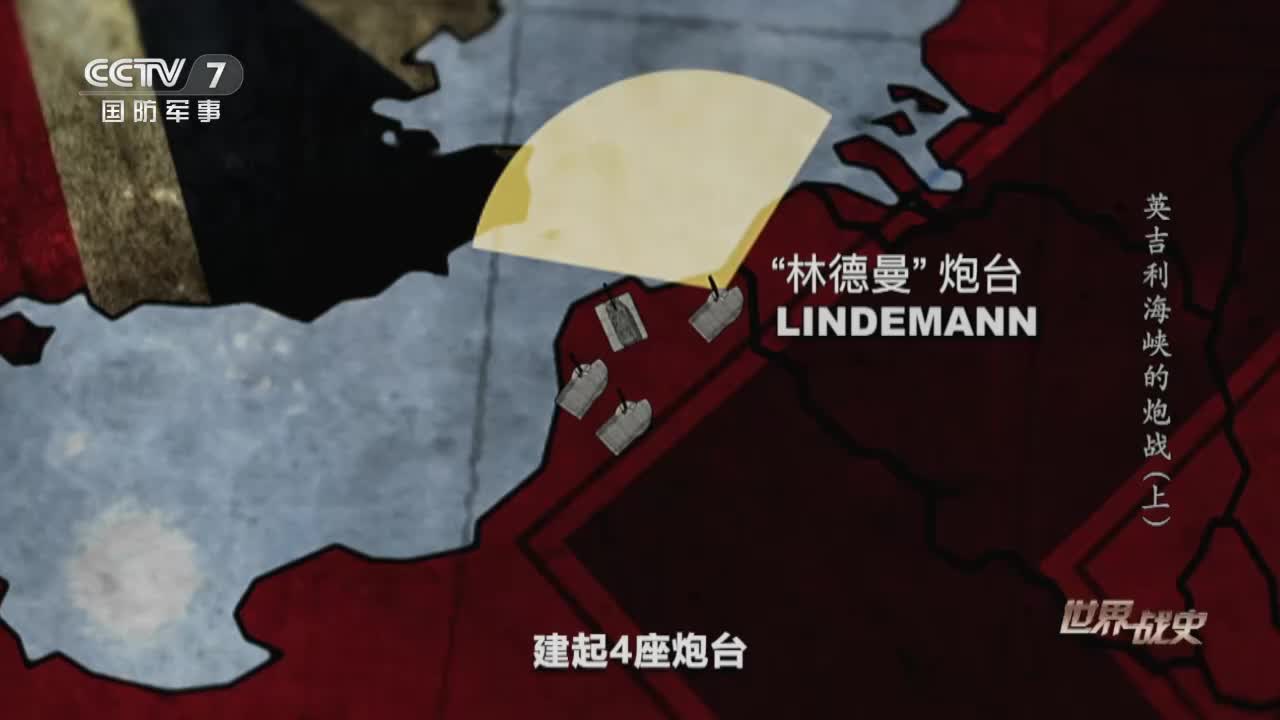 CCTV 7
国防军事
“林德曼”炮台
LINDEMANN
英吉利海峡的炮战(上)
世界战史
建起4座炮台